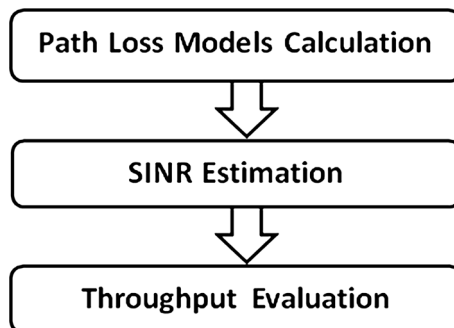 Path Loss Models Calculation
SINR Estimation
Throughput Evaluation